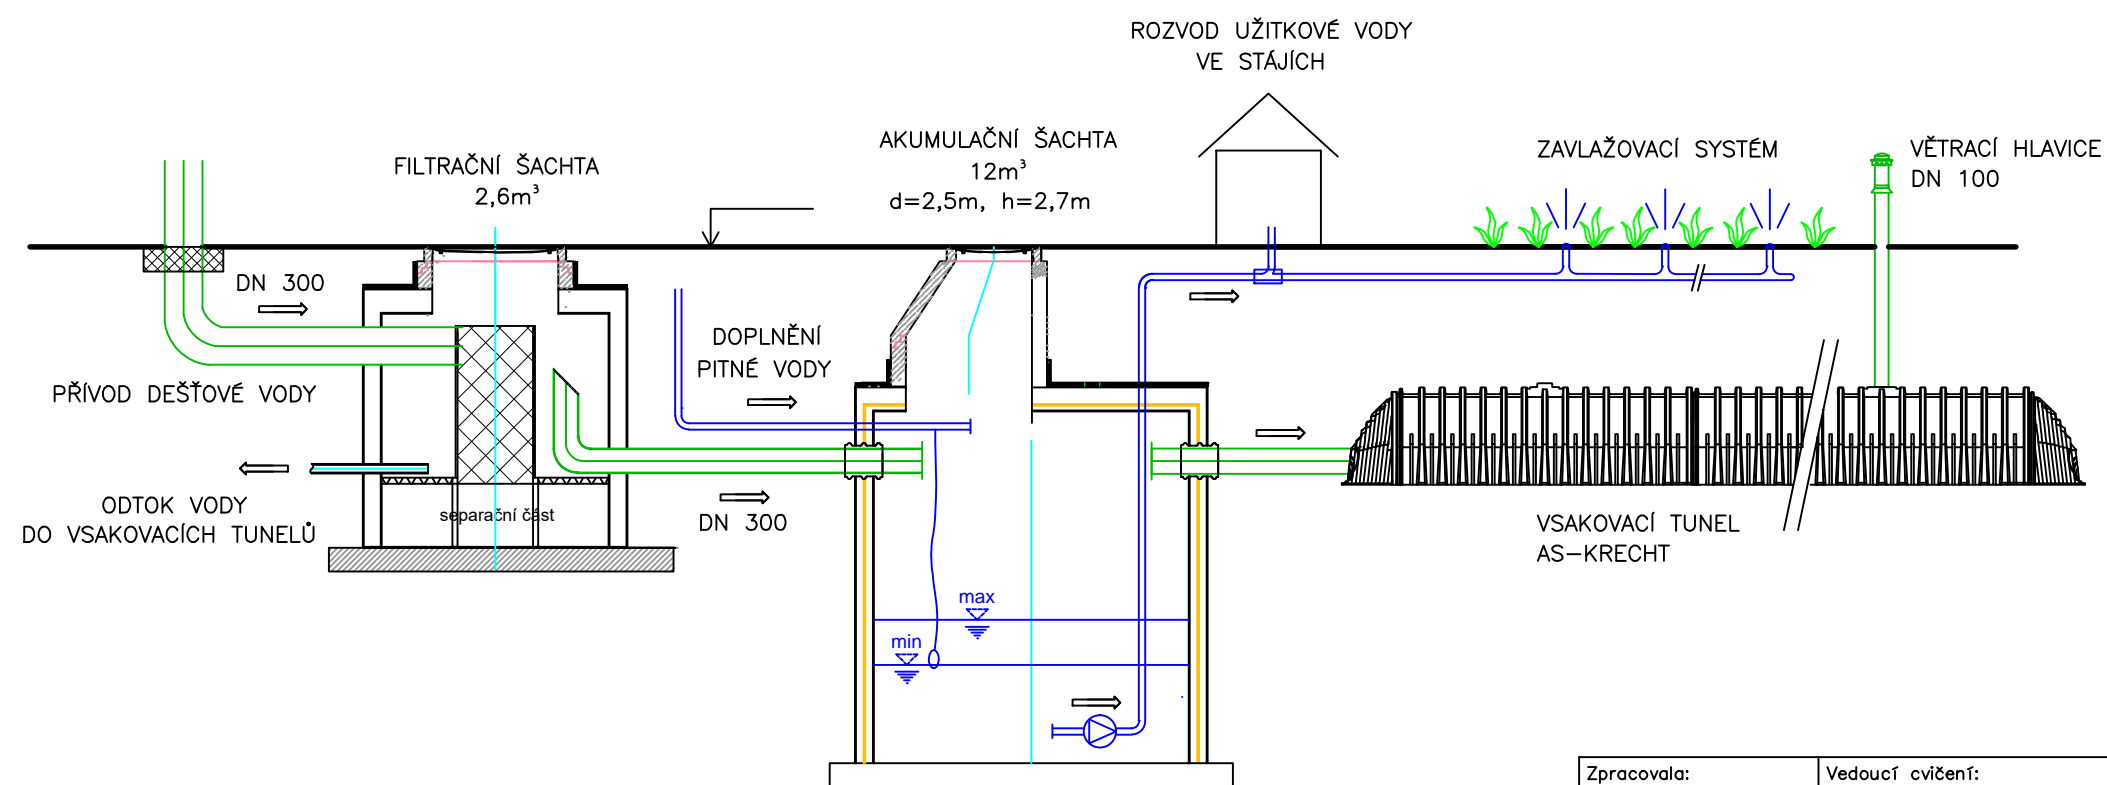 ROZVOD UŽITKOVÉ VODY
VE STÁJÍCH
FILTRAČNÍ ŠACHTA
2,6m³
AKUMULAČNÍ ŠACHTA
12m³
d=2,5m, h=2,7m
ZAVLAŽOVACÍ SYSTÉM
VĚTRACÍ HLAVICE
DN 100
DN 300
DOPLNĚNÍ
PITNÉ VODY
PŘÍVOD DEŠŤOVÉ VODY
ODTOK VODY
DO VSAKOVACÍCH TUNELŮ
separační část
DN 300
VSAKOVACÍ TUNEL
AS-KRECHT
max
min
Zpracovala:
Vedoucí cvičení: